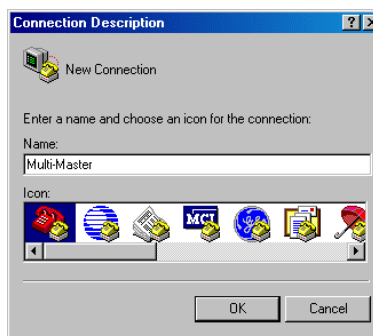 Connection Description
New Connection
Enter a name and choose an icon for the connection:
Name:
Multi-Master
Icon:
MCI
OK
Cancel